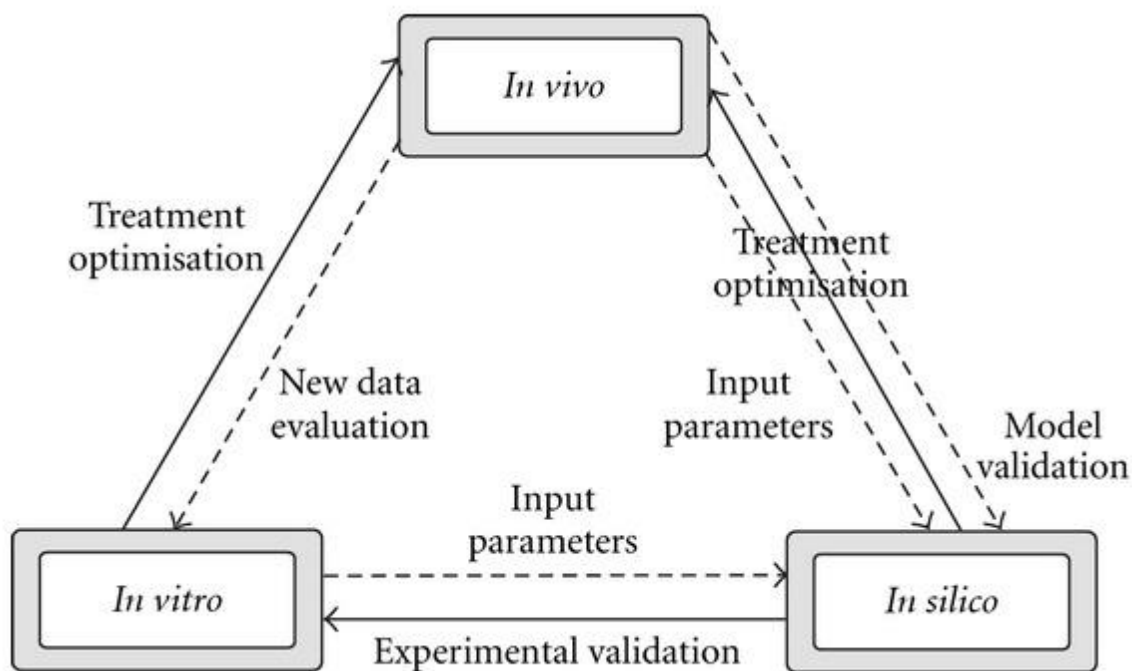 In vivo
Treatment
optimisation
Treatment
optimisation
New data
evaluation
Input
parameters
Model
validation
Input
parameters
In vitro
In silico
Experimental validation